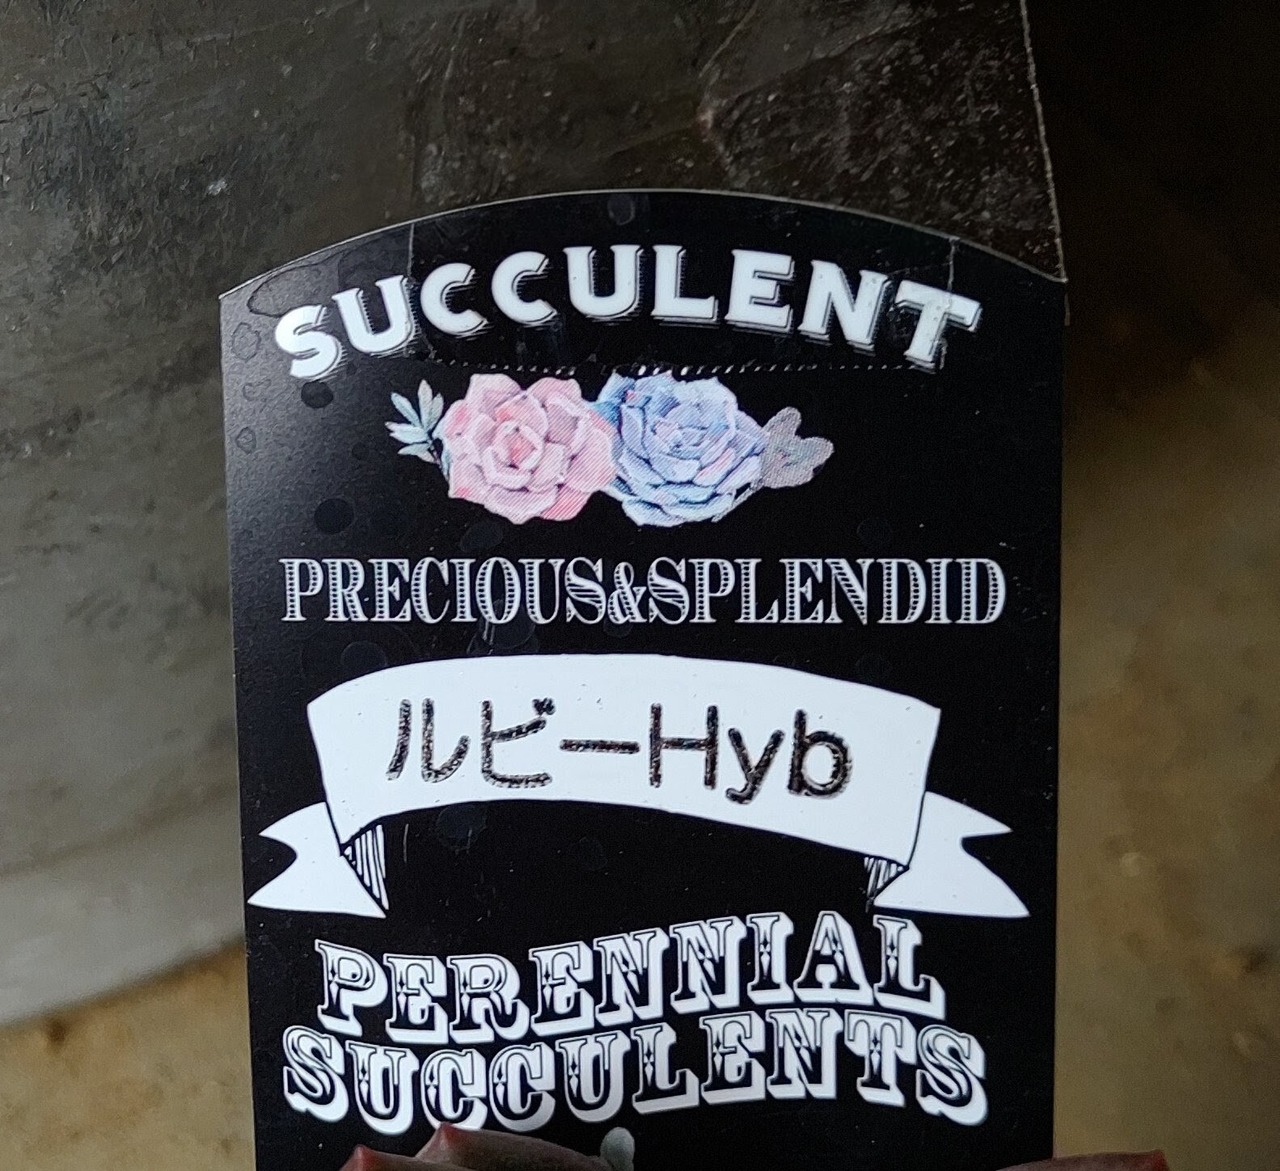 SUCCULENT
PRECIOUS&SPLENDID
ルビーHyb
PERENNIAL
SUCCULENTS